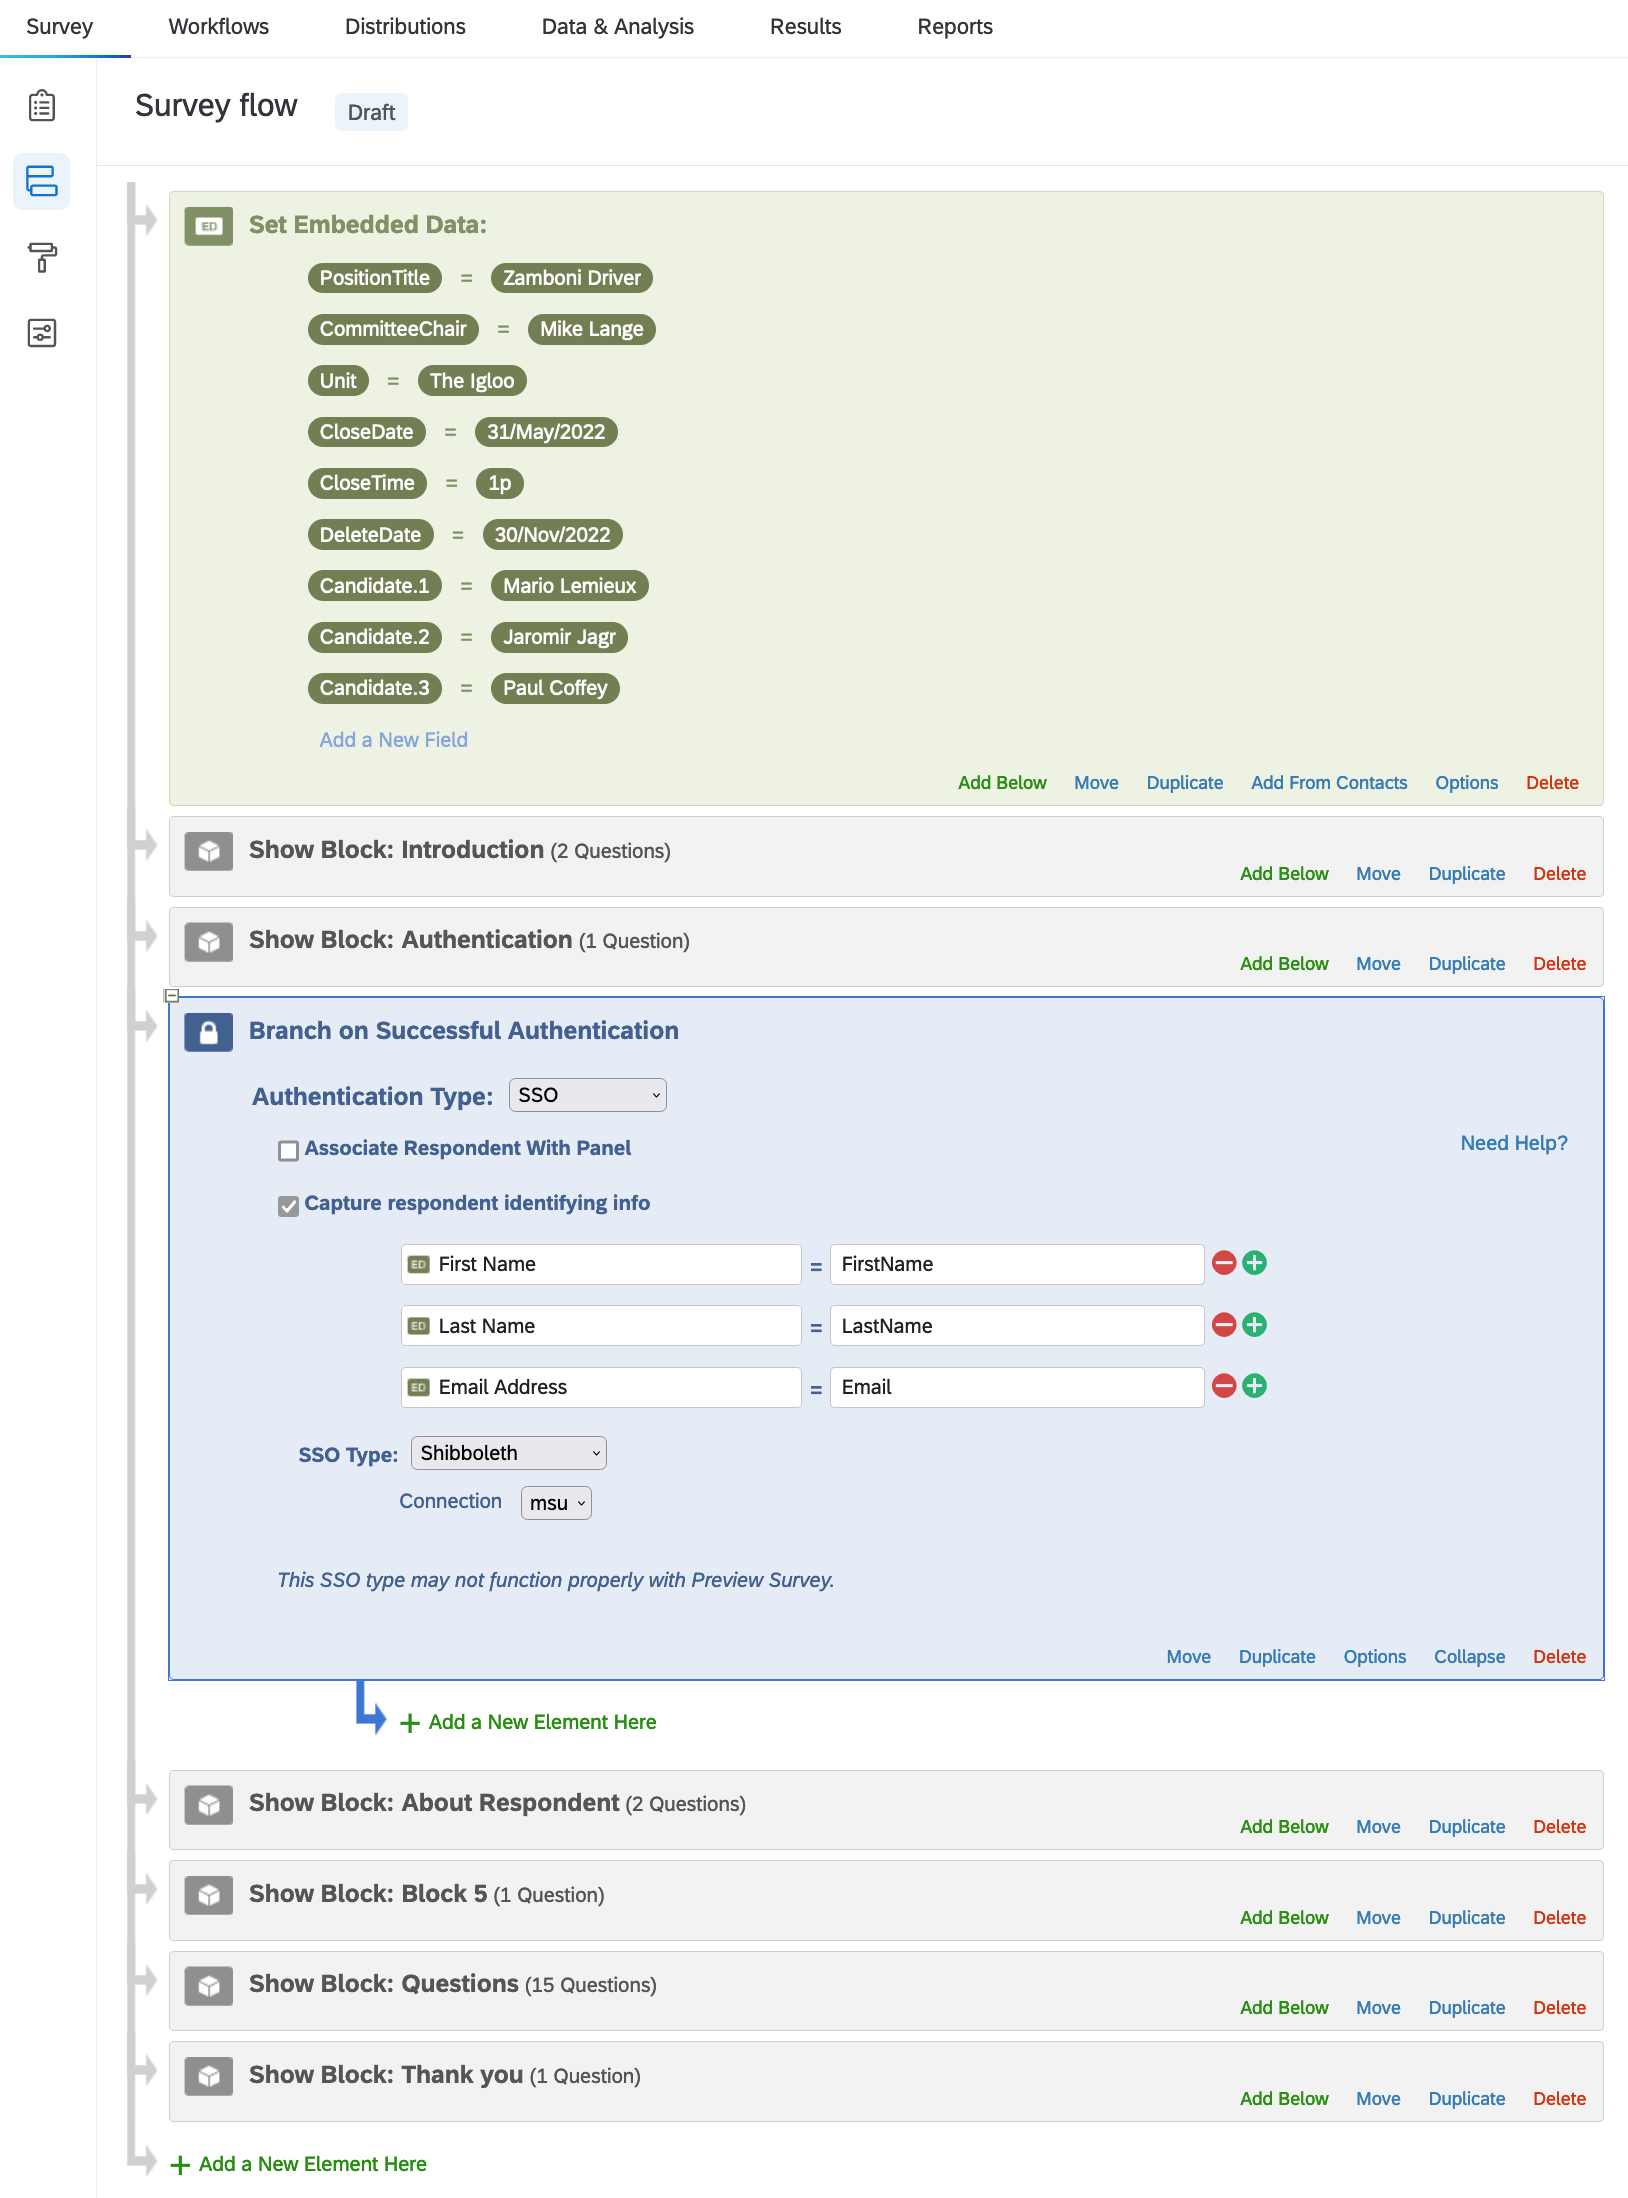 Survey Workflows Distributions Data & Analysis Results Reports
Survey flow Draft
ED Set Embedded Data:
PositionTitle = Zamboni Driver
CommitteeChair = Mike Lange
Unit = The Igloo
CloseDate = 31/May/2022
CloseTime = 1p
DeleteDate = 30/Nov/2022
Candidate.1 = Mario Lemieux
Candidate.2 = Jaromir Jagr
Candidate.3 = Paul Coffey
Add a New Field
Add Below Move Duplicate Add From Contacts Options Delete
Show Block: Introduction (2 Questions)
Add Below Move Duplicate Delete
Show Block: Authentication (1 Question)
Add Below Move Duplicate Delete
Branch on Successful Authentication
Authentication Type: SSO
Associate Respondent With Panel
Need Help?
Capture respondent identifying info
ED First Name = FirstName
ED Last Name = LastName
ED Email Address = Email
SSO Type: Shibboleth
Connection msu
This SSO type may not function properly with Preview Survey.
Move Duplicate Options Collapse Delete
+ Add a New Element Here
Show Block: About Respondent (2 Questions)
Add Below Move Duplicate Delete
Show Block: Block 5 (1 Question)
Add Below Move Duplicate Delete
Show Block: Questions (15 Questions)
Add Below Move Duplicate Delete
Show Block: Thank you (1 Question)
Add Below Move Duplicate Delete
+ Add a New Element Here